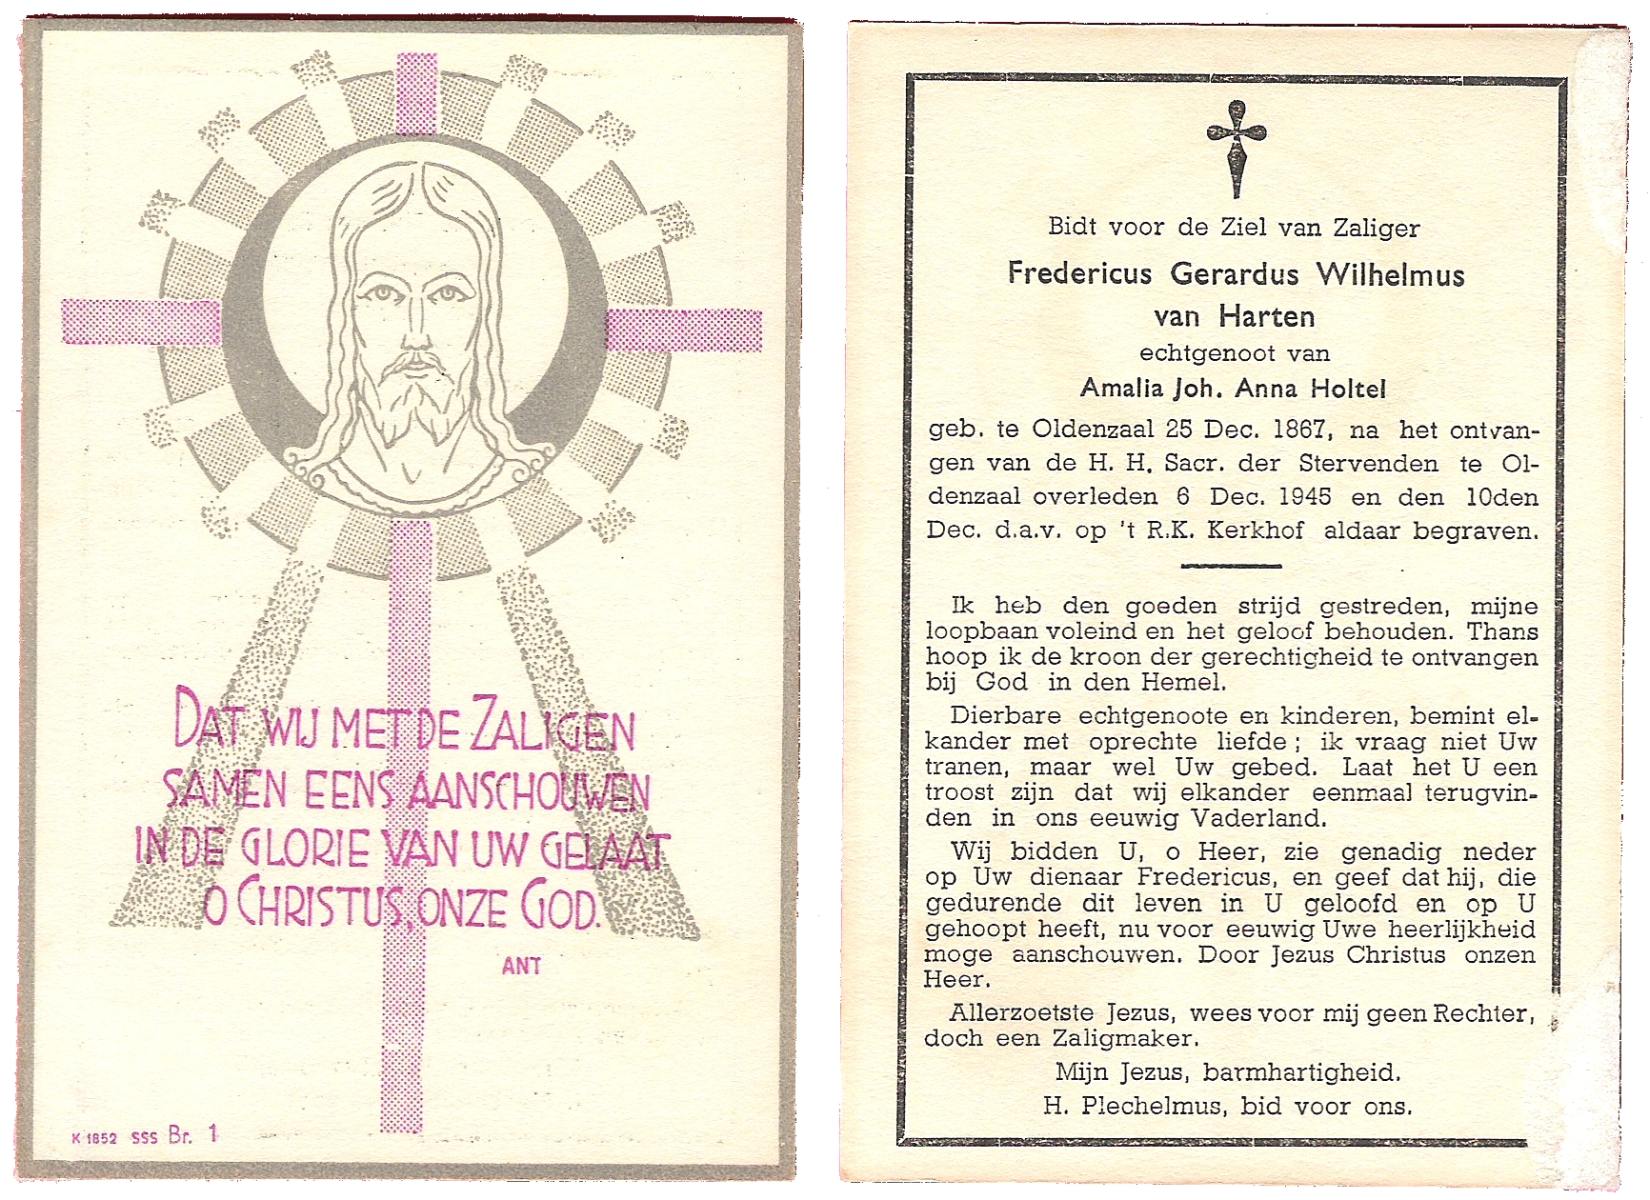 DAT WIJ MET DE ZALIGEN
SAMEN EENS AANSCHOUWEN
IN DE GLORIE VAN UW GELAAT
O CHRISTUS, ONZE GOD.
ANT
K 1852 SSS Br. 1
Bidt voor de Ziel van Zaliger
Fredericus Gerardus Wilhelmus
van Harten
echtgenoot van
Amalia Joh. Anna Holtel
geb. te Oldenzaal 25 Dec. 1867, na het ontvan-
gen van de H. H. Sacr. der Stervenden te Ol-
denzaal overleden 6 Dec. 1945 en den 10den
Dec. d.a.v. op 't R.K. Kerkhof aldaar begraven.
Ik heb den goeden strijd gestreden, mijne
loopbaan voleind en het geloof behouden. Thans
hoop ik de kroon der gerechtigheid te ontvangen
bij God in den Hemel.
Dierbare echtgenoote en kinderen, bemint el-
kander met oprechte liefde; ik vraag niet Uw
tranen, maar wel Uw gebed. Laat het U een
troost zijn dat wij elkander eenmaal terugvin-
den in ons eeuwig Vaderland.
Wij bidden U, o Heer, zie genadig neder
op Uw dienaar Fredericus, en geef dat hij, die
gedurende dit leven in U geloofd en op U
gehoopt heeft, nu voor eeuwig Uwe heerlijkheid
moge aanschouwen. Door Jezus Christus onzen
Heer.
Allerzoetste Jezus, wees voor mij geen Rechter,
doch een Zaligmaker.
Mijn Jezus, barmhartigheid.
H. Plechelmus, bid voor ons.